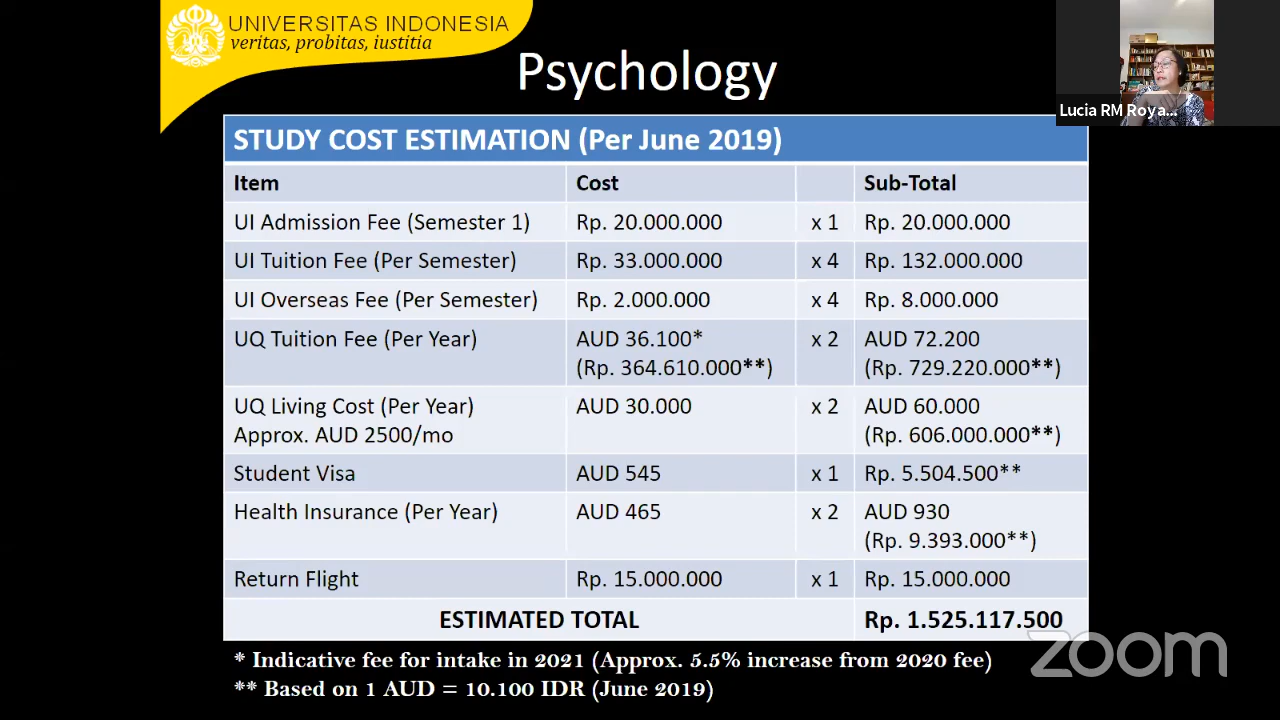 UNIVERSITAS INDONESIA
veritas, probitas, iustitia
Psychology
Lucia RM Roya...
STUDY COST ESTIMATION (Per June 2019)
Item Cost Sub-Total
UI Admission Fee (Semester 1) Rp. 20.000.000 x 1 Rp. 20.000.000
UI Tuition Fee (Per Semester) Rp. 33.000.000 x 4 Rp. 132.000.000
UI Overseas Fee (Per Semester) Rp. 2.000.000 x 4 Rp. 8.000.000
UQ Tuition Fee (Per Year) AUD 36.100* x 2 AUD 72.200
(Rp. 364.610.000**) (Rp. 729.220.000**)
UQ Living Cost (Per Year) AUD 30.000 x 2 AUD 60.000
Approx. AUD 2500/mo (Rp. 606.000.000**)
Student Visa AUD 545 x 1 Rp. 5.504.500**
Health Insurance (Per Year) AUD 465 x 2 AUD 930
(Rp. 9.393.000**)
Return Flight Rp. 15.000.000 x 1 Rp. 15.000.000
ESTIMATED TOTAL Rp. 1.525.117.500
* Indicative fee for intake in 2021 (Approx. 5.5% increase from 2020 fee)
** Based on 1 AUD = 10.100 IDR (June 2019)
zoom